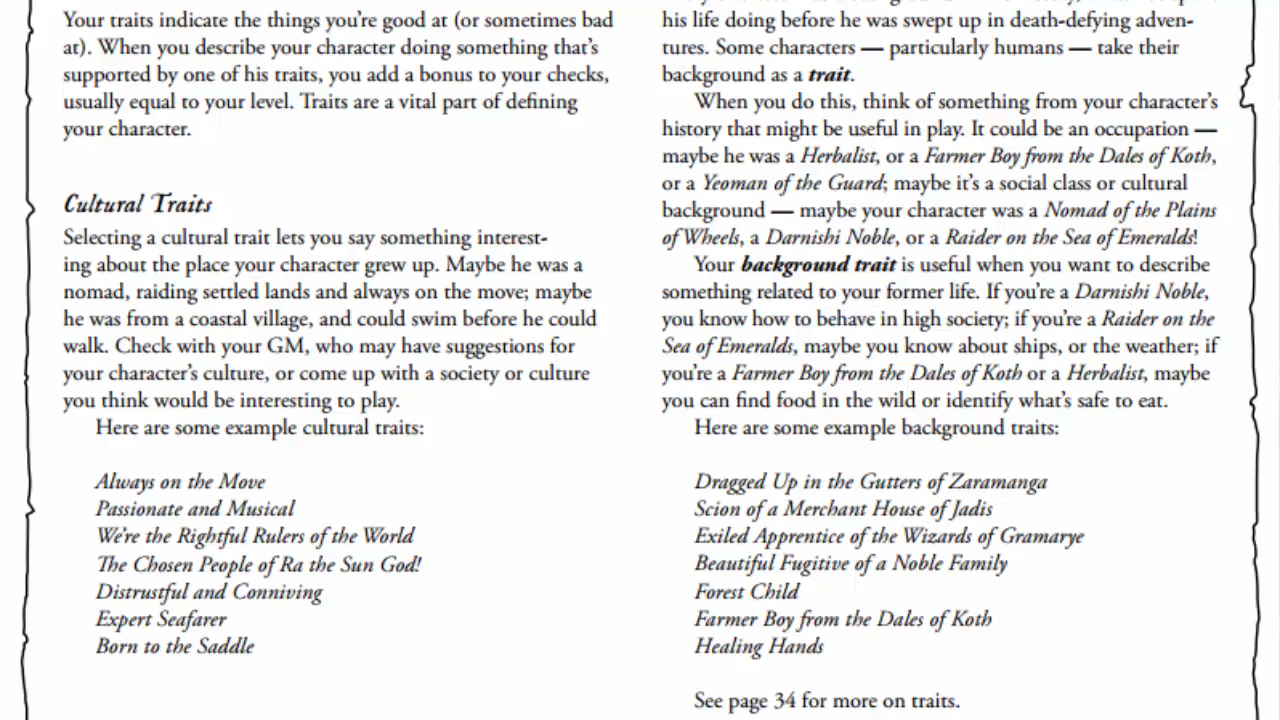 Your traits indicate the things you're good at (or sometimes bad
at). When you describe your character doing something that's
supported by one of his traits, you add a bonus to your checks,
usually equal to your level. Traits are a vital part of defining
your character.
Cultural Traits
Selecting a cultural trait lets you say something interest-
ing about the place your character grew up. Maybe he was a
nomad, raiding settled lands and always on the move; maybe
he was from a coastal village, and could swim before he could
walk. Check with your GM, who may have suggestions for
your character's culture, or come up with a society or culture
you think would be interesting to play.
Here are some example cultural traits:
Always on the Move
Passionate and Musical
We're the Rightful Rulers of the World
The Chosen People of Ra the Sun God!
Distrustful and Conniving
Expert Seafarer
Born to the Saddle
his life doing before he was swept up in death-defying adven-
tures. Some characters — particularly humans — take their
background as a trait.
When you do this, think of something from your character's
history that might be useful in play. It could be an occupation —
maybe he was a Herbalist, or a Farmer Boy from the Dales of Koth,
or a Yeoman of the Guard; maybe it's a social class or cultural
background — maybe your character was a Nomad of the Plains
of Wheels, a Darnishi Noble, or a Raider on the Sea of Emeralds!
Your background trait is useful when you want to describe
something related to your former life. If you're a Darnishi Noble,
you know how to behave in high society; if you're a Raider on the
Sea of Emeralds, maybe you know about ships, or the weather; if
you're a Farmer Boy from the Dales of Koth or a Herbalist, maybe
you can find food in the wild or identify what's safe to eat.
Here are some example background traits:
Dragged Up in the Gutters of Zaramanga
Scion of a Merchant House of Jadis
Exiled Apprentice of the Wizards of Gramarye
Beautiful Fugitive of a Noble Family
Forest Child
Farmer Boy from the Dales of Koth
Healing Hands
See page 34 for more on traits.